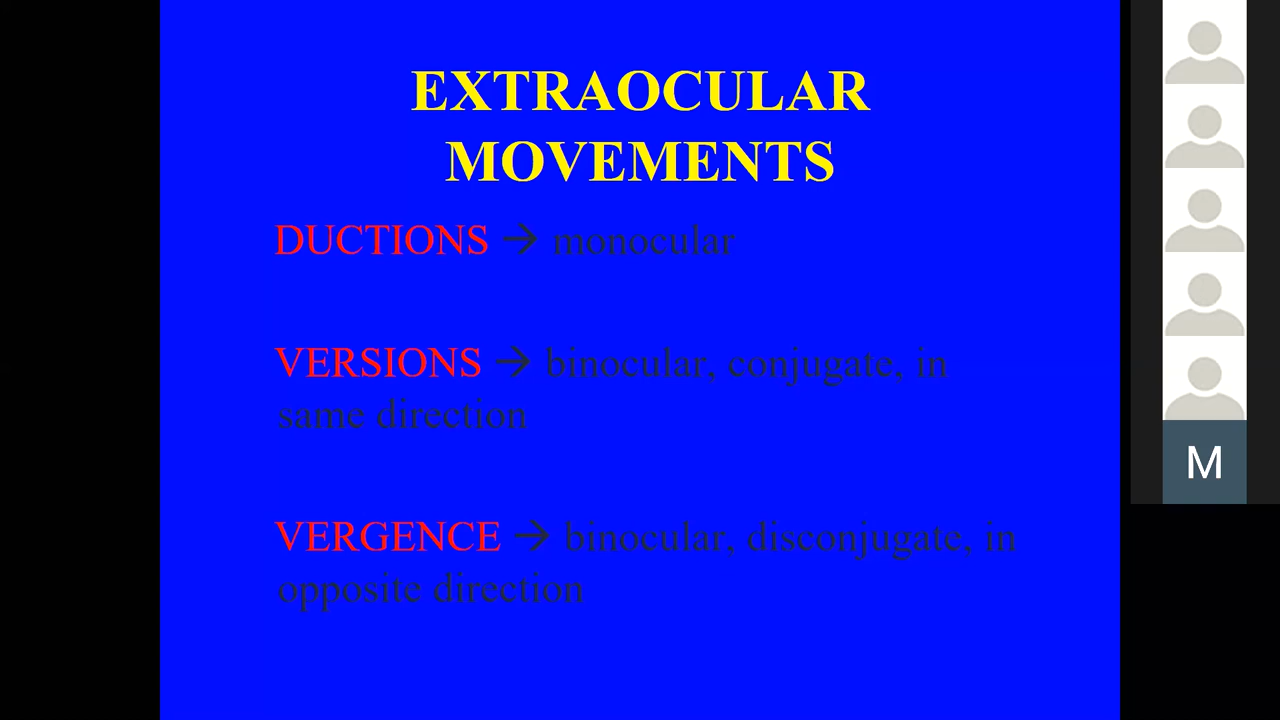 EXTRAOCULAR
MOVEMENTS
DUCTIONS → monocular
VERSIONS → binocular, conjugate, in
same direction
VERGENCE → binocular, disconjugate, in
opposite direction
M